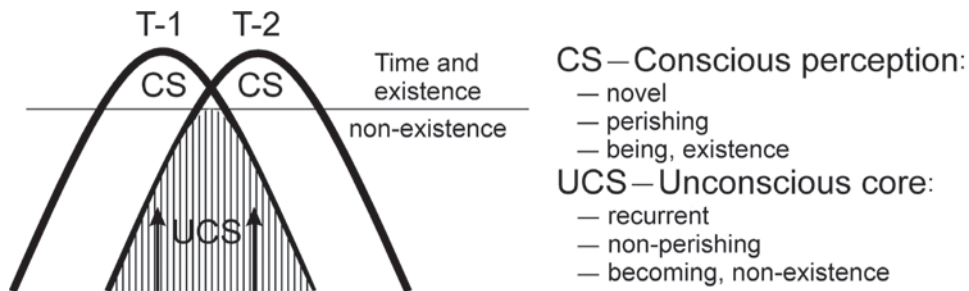 T-1 T-2
CS CS
Time and
existence
non-existence
UCS
CS – Conscious perception:
— novel
— perishing
— being, existence
UCS – Unconscious core:
— recurrent
— non-perishing
— becoming, non-existence